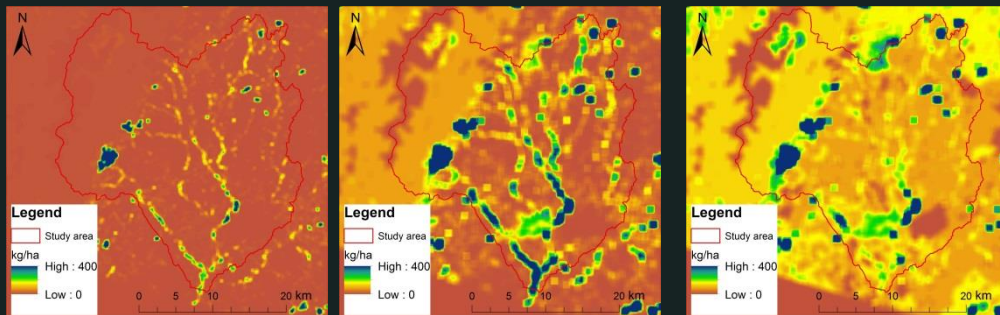 N
Legend
Study area
kg/ha
High : 400
Low : 0
0 5 10 20 km
N
Legend
Study area
kg/ha
High : 400
Low : 0
0 5 10 20 km
N
Legend
Study area
kg/ha
High : 400
Low : 0
0 5 10 20 km